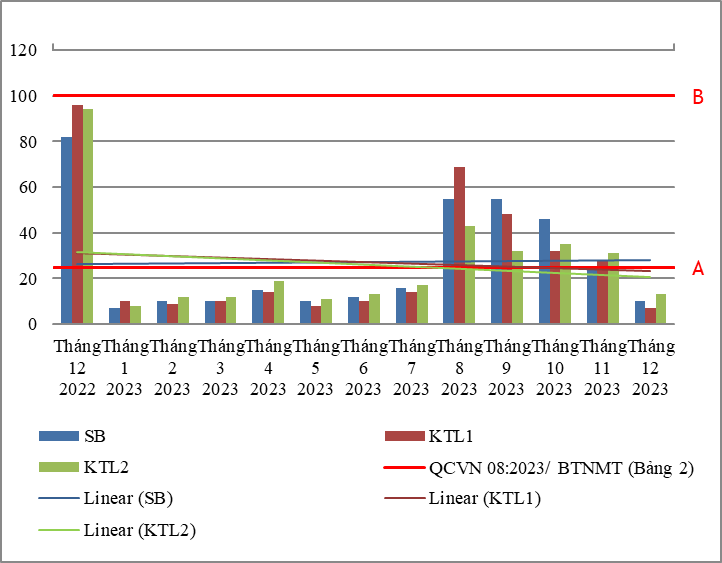 120
100
B
80
60
40
A
20
0
Tháng Tháng Tháng Tháng Tháng Tháng Tháng Tháng Tháng Tháng Tháng Tháng Tháng
12 1 2 3 4 5 6 7 8 9 10 11 12
2022 2023 2023 2023 2023 2023 2023 2023 2023 2023 2023 2023 2023
SB KTL1
KTL2 QCVN 08:2023/ BTNMT (Bảng 2)
Linear (SB) Linear (KTL1)
Linear (KTL2)